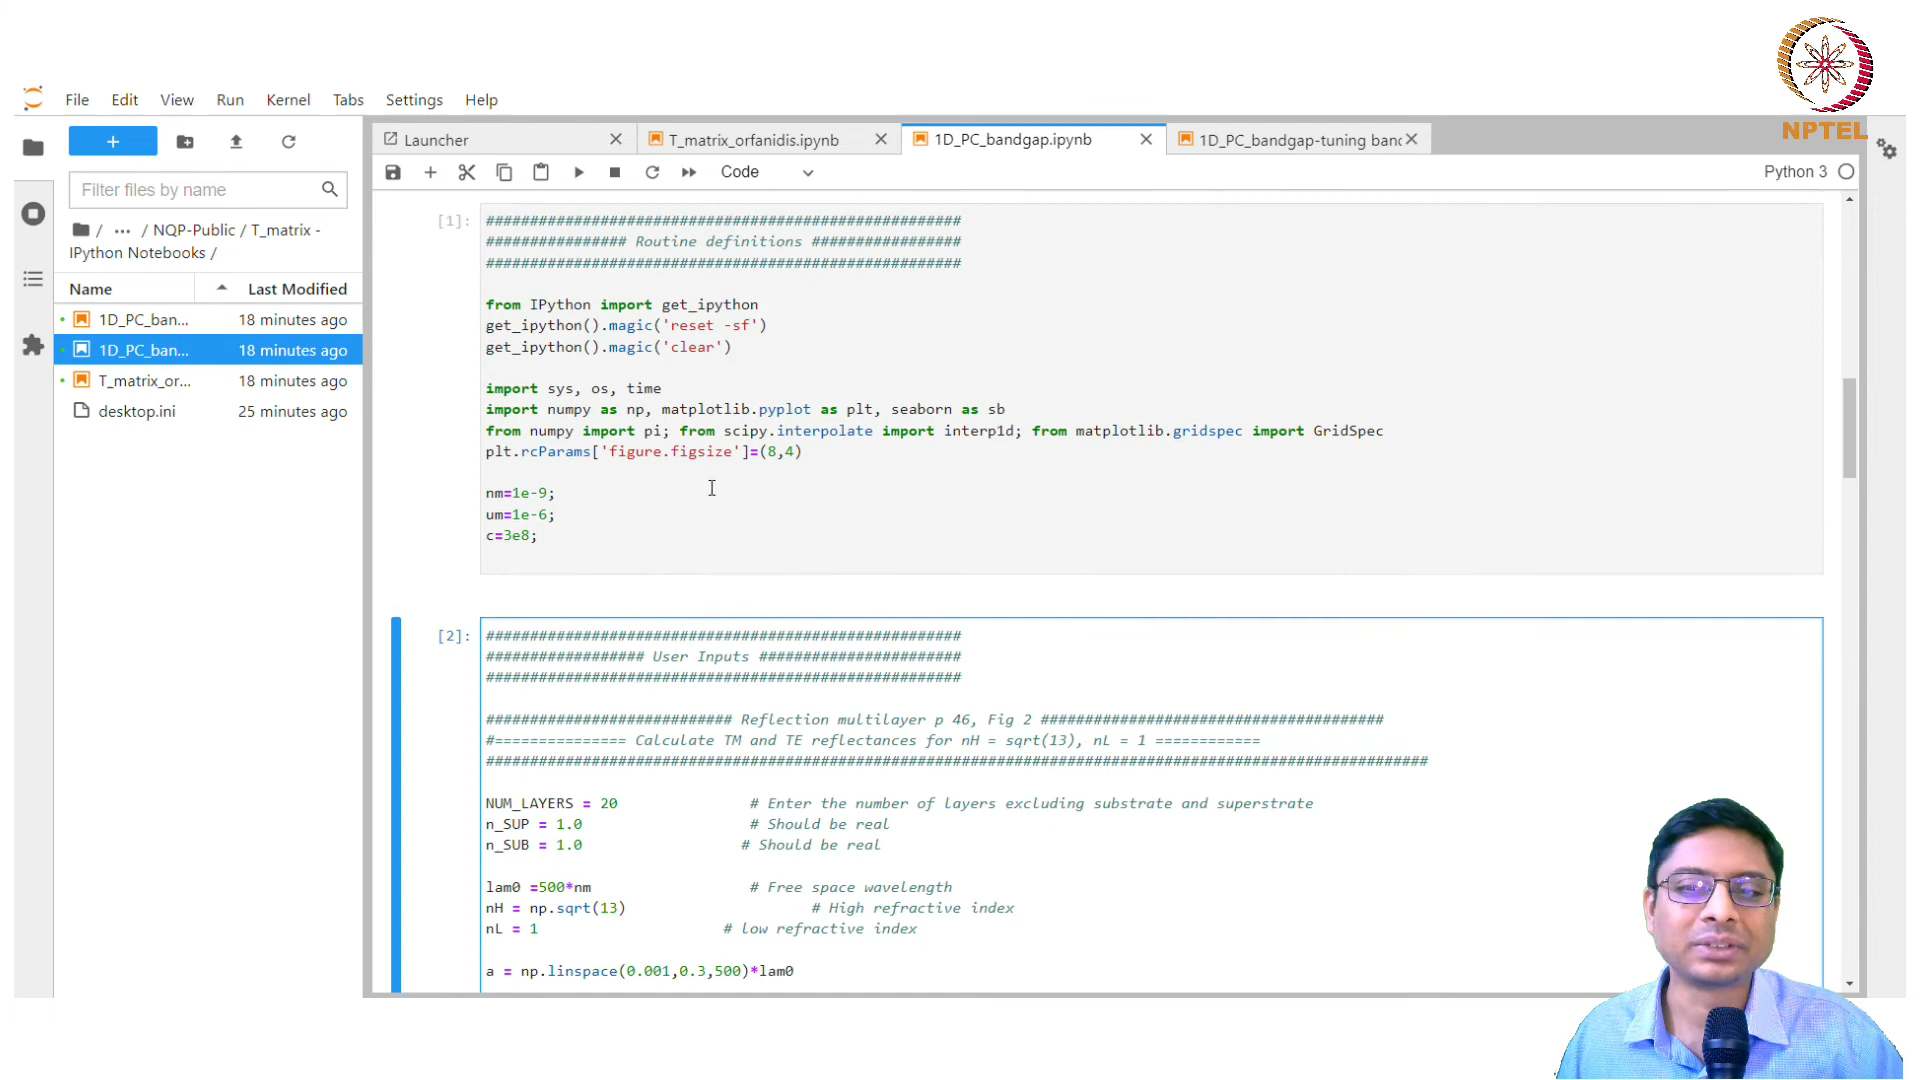 NPTEL
File Edit View Run Kernel Tabs Settings Help
+
Filter files by name
/ ··· / NQP-Public / T_matrix -
IPython Notebooks /
Name Last Modified
1D_PC_ban... 18 minutes ago
1D_PC_ban... 18 minutes ago
T_matrix_or... 18 minutes ago
desktop.ini 25 minutes ago
Launcher T_matrix_orfanidis.ipynb 1D_PC_bandgap.ipynb 1D_PC_bandgap-tuning banc
Code Python 3
[1]:
######################################################
################ Routine definitions #################
######################################################
from IPython import get_ipython
get_ipython().magic('reset -sf')
get_ipython().magic('clear')
import sys, os, time
import numpy as np, matplotlib.pyplot as plt, seaborn as sb
from numpy import pi; from scipy.interpolate import interp1d; from matplotlib.gridspec import GridSpec
plt.rcParams['figure.figsize']=(8,4)
nm=1e-9;
um=1e-6;
c=3e8;
[2]:
######################################################
################## User Inputs #######################
######################################################
############################ Reflection multilayer p 46, Fig 2 #######################################
#=============== Calculate TM and TE reflectances for nH = sqrt(13), nL = 1 ============
###########################################################################################################
NUM_LAYERS = 20 # Enter the number of layers excluding substrate and superstrate
n_SUP = 1.0 # Should be real
n_SUB = 1.0 # Should be real
lam0 =500*nm # Free space wavelength
nH = np.sqrt(13) # High refractive index
nL = 1 # low refractive index
a = np.linspace(0.001,0.3,500)*lam0